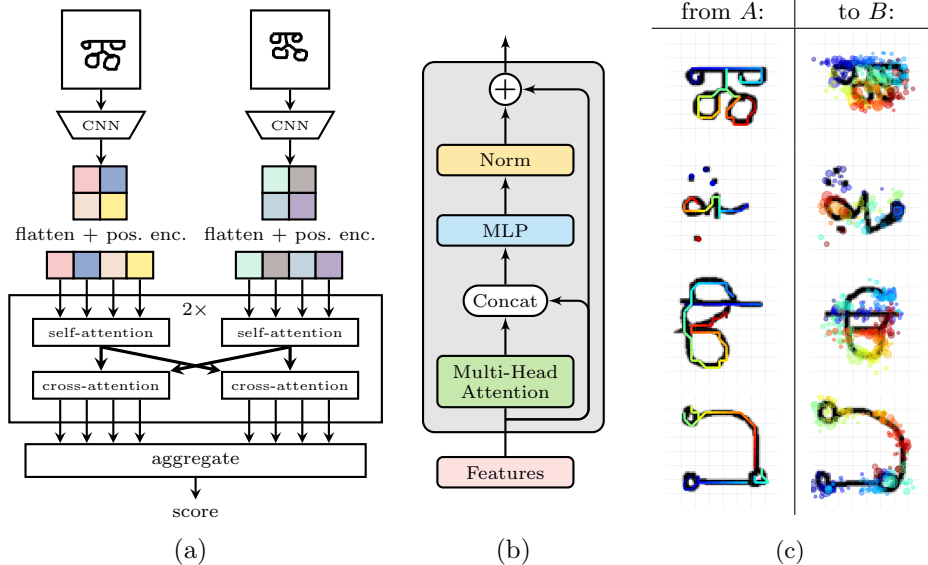 CNN
CNN
flatten + pos. enc.
flatten + pos. enc.
2×
self-attention
self-attention
cross-attention
cross-attention
aggregate
score
(a)
Norm
MLP
Concat
Multi-Head
Attention
Features
(b)
from A:
to B:
(c)